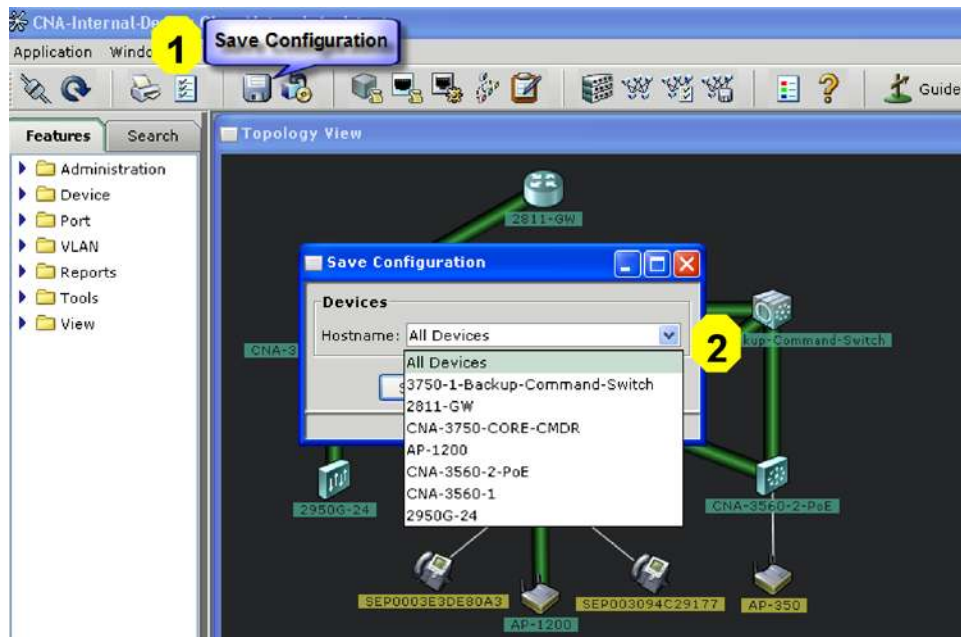 CNA-Internal-De
Application Windo
1
Save Configuration
Guide
Features Search
Topology View
Administration
Device
Port
VLAN
Reports
Tools
View
2811-GW
Save Configuration
Devices
Hostname: All Devices
2
CNA-3
kup-Command-Switch
All Devices
3750-1-Backup-Command-Switch
2811-GW
CNA-3750-CORE-CMDR
AP-1200
CNA-3560-2-PoE
CNA-3560-1
2950G-24
S
2950G-24
CNA-3560-2-PoE
SEP0003E3DE80A3
SEP003094C29177
AP-350
AP-1200